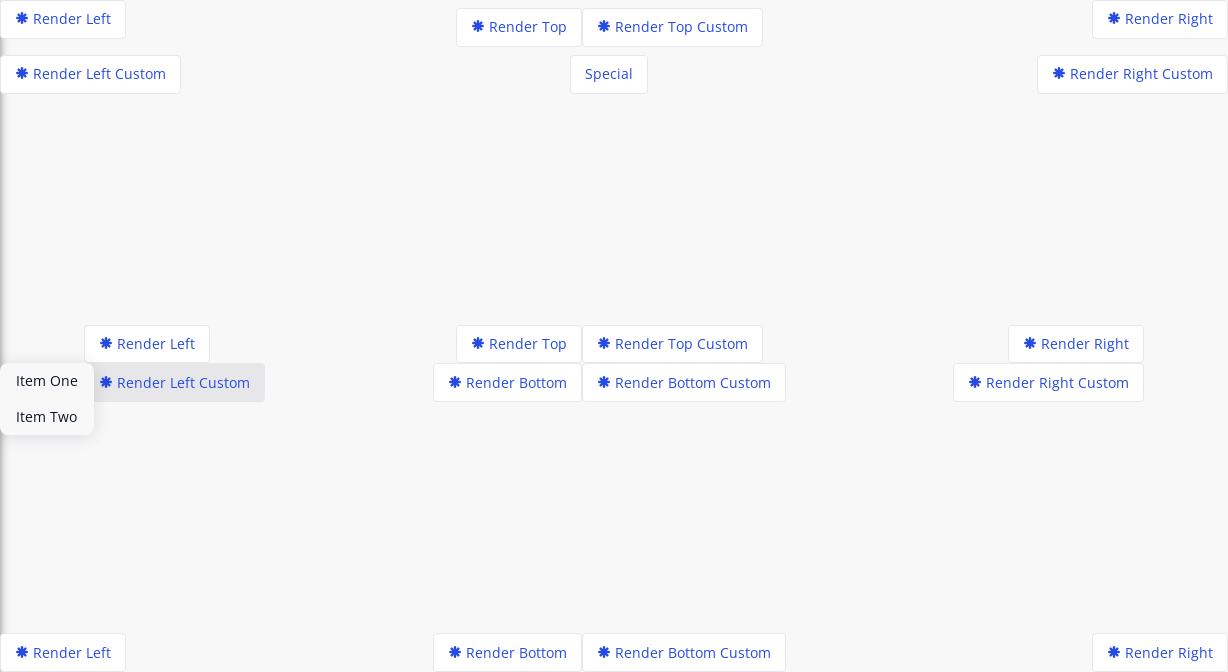 Render Left
Render Top
Render Top Custom
Render Right
Render Left Custom
Special
Render Right Custom
Render Left
Render Top
Render Top Custom
Render Right
Item One
Render Left Custom
Render Bottom
Render Bottom Custom
Render Right Custom
Item Two
Render Left
Render Bottom
Render Bottom Custom
Render Right